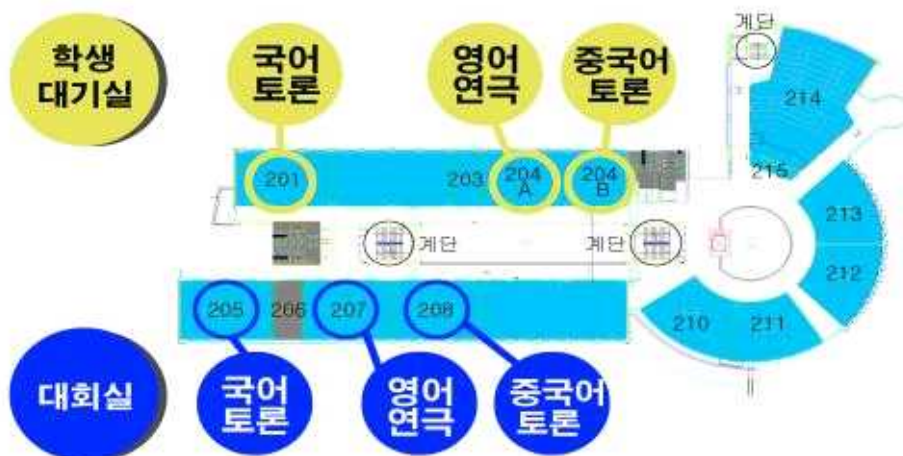 학생
대기실
국어
토론
영어
연극
중국어
토론
계단
214
215
201
203
204
A
204
B
213
212
계단
계단
205
206
207
208
210
211
대회실
국어
토론
영어
연극
중국어
토론